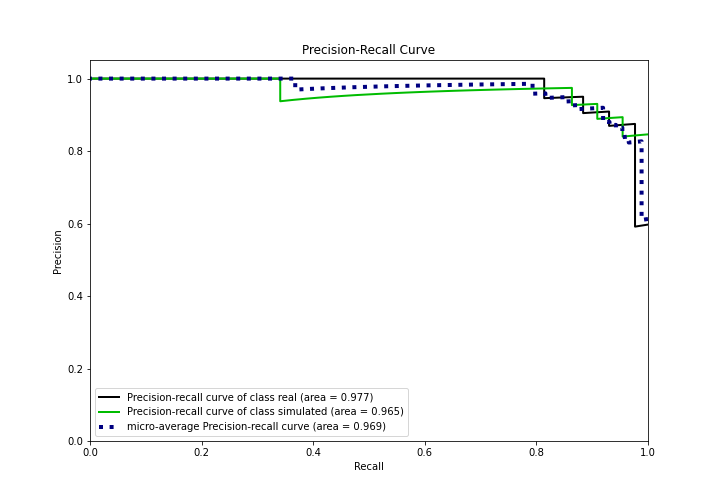 Precision-Recall Curve
1.0
0.8
0.6
0.4
0.2
0.0
Precision
Precision-recall curve of class real (area = 0.977)
Precision-recall curve of class simulated (area = 0.965)
micro-average Precision-recall curve (area = 0.969)
0.0 0.2 0.4 0.6 0.8 1.0
Recall